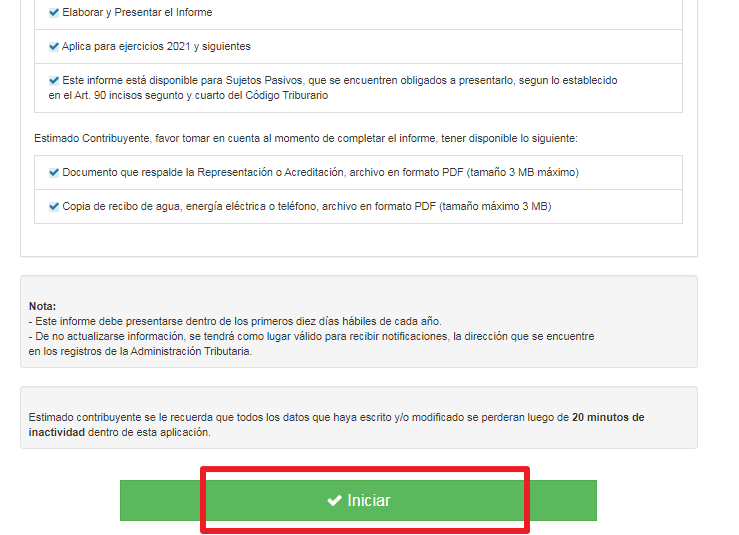 Elaborar y Presentar el Informe
Aplica para ejercicios 2021 y siguientes
Este informe está disponible para Sujetos Pasivos, que se encuentren obligados a presentarlo, segun lo establecido
en el Art. 90 incisos segunto y cuarto del Código Triburario
Estimado Contribuyente, favor tomar en cuenta al momento de completar el informe, tener disponible lo siguiente:
Documento que respalde la Representación o Acreditación, archivo en formato PDF (tamaño 3 MB máximo)
Copia de recibo de agua, energía eléctrica o teléfono, archivo en formato PDF (tamaño máximo 3 MB)
Nota:
- Este informe debe presentarse dentro de los primeros diez días hábiles de cada año.
- De no actualizarse información, se tendrá como lugar válido para recibir notificaciones, la dirección que se encuentre
en los registros de la Administración Tributaria.
Estimado contribuyente se le recuerda que todos los datos que haya escrito y/o modificado se perderan luego de 20 minutos de
inactividad dentro de esta aplicación.
Iniciar